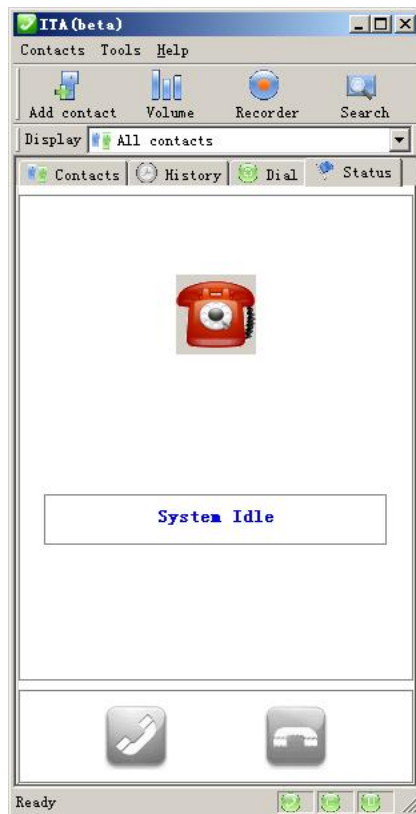 ITA(beta)
Contacts Tools Help
Add contact Volume Recorder Search
Display All contacts
Contacts History Dial Status
System Idle
Ready